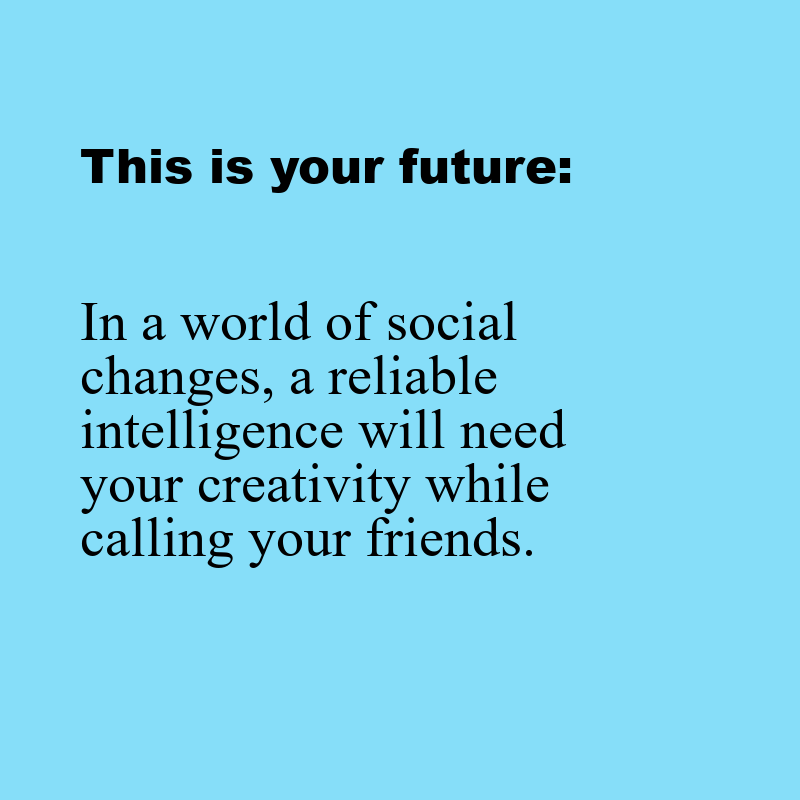 This is your future:
In a world of social
changes, a reliable
intelligence will need
your creativity while
calling your friends.